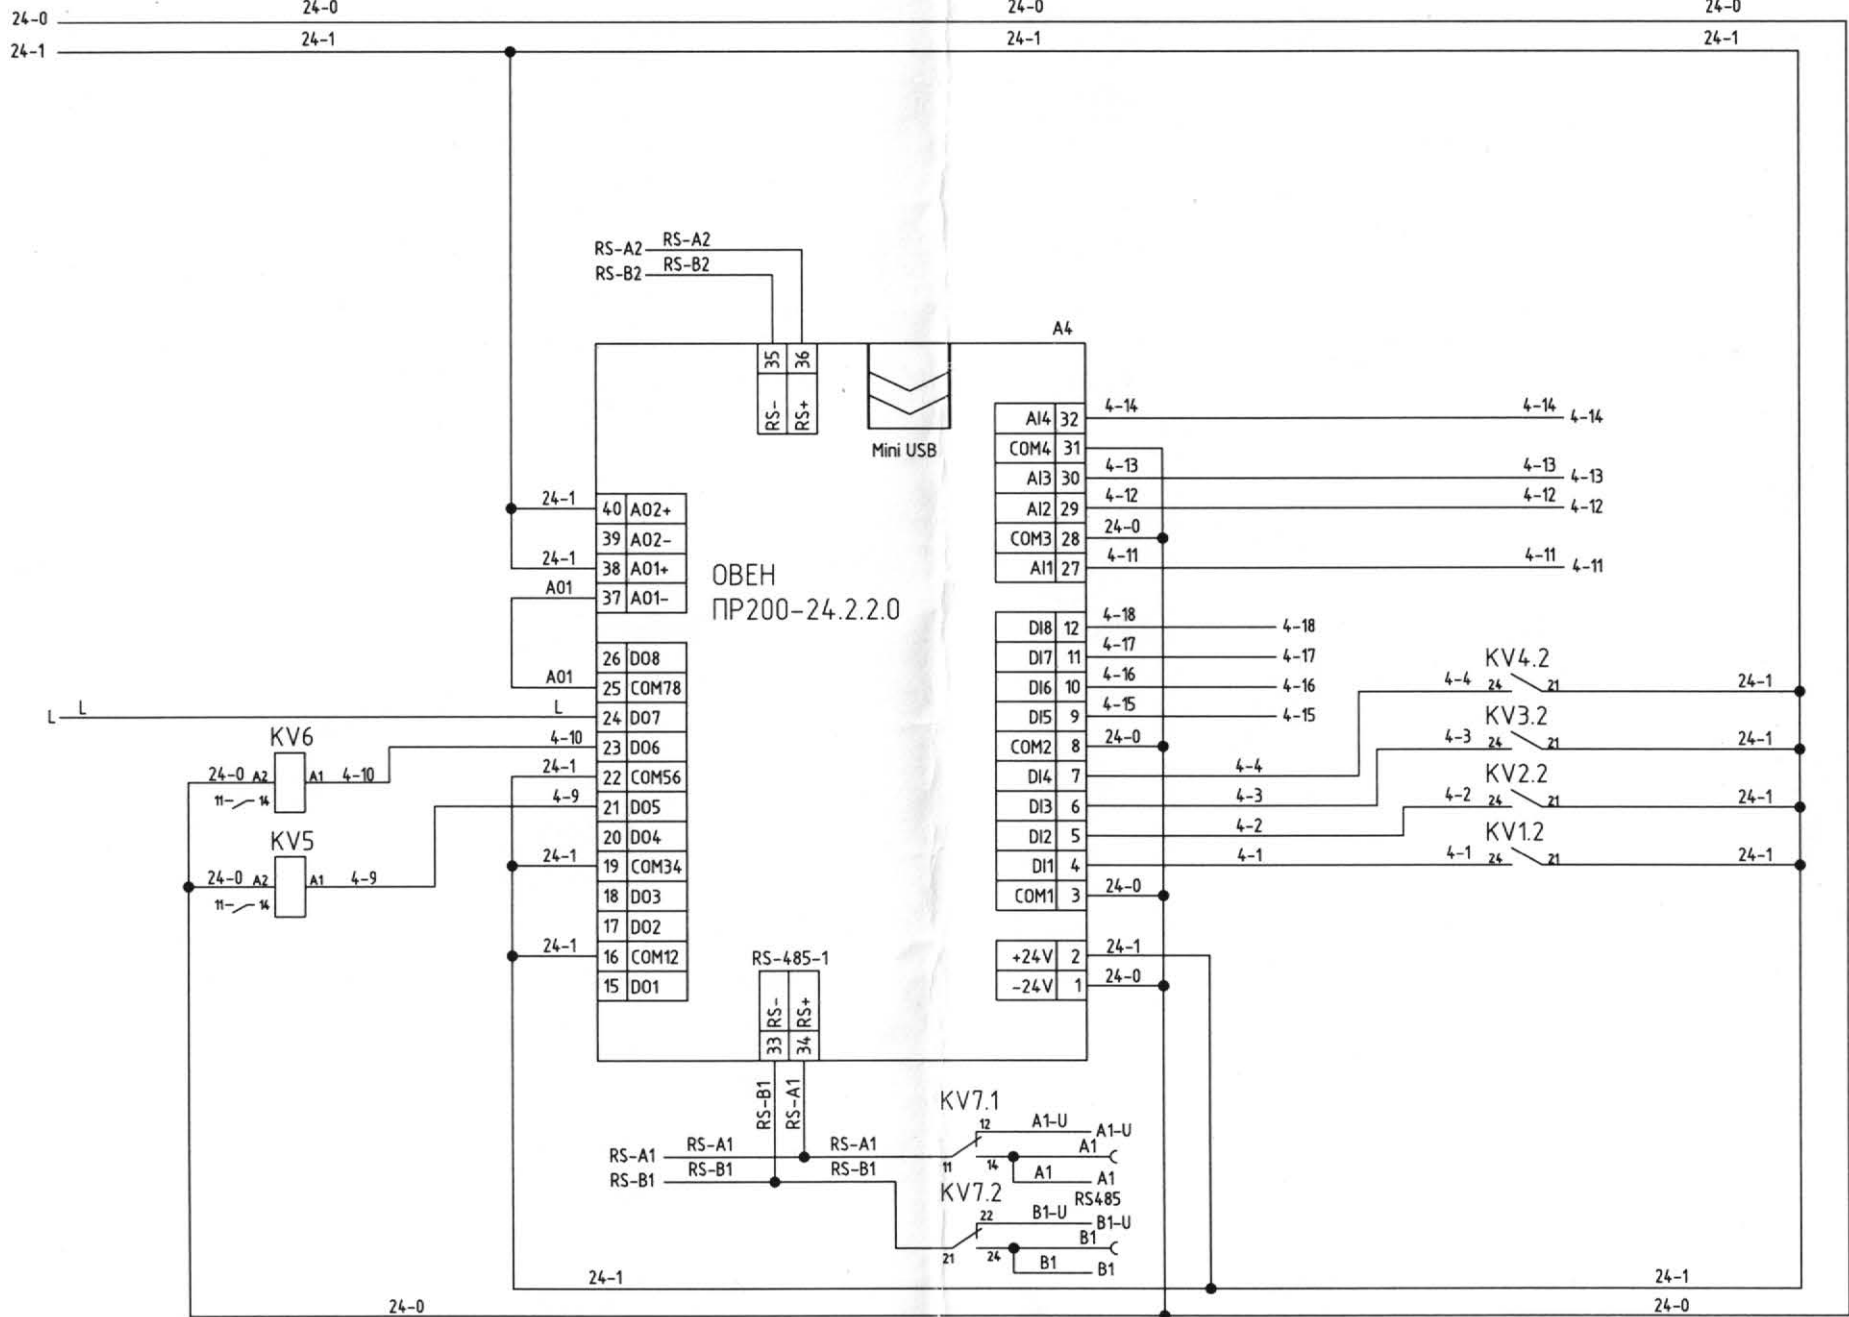 24-0 24-0 24-0 24-0
24-1 24-1 24-1 24-1
RS-A2 RS-A2
RS-B2 RS-B2
A4
35 36
RS- RS+
Mini USB
AI4 32 4-14 4-14 4-14
COM4 31
AI3 30 4-13 4-13 4-13
AI2 29 4-12 4-12 4-12
COM3 28 24-0
AI1 27 4-11 4-11 4-11
24-1 40 AO2+
39 AO2-
24-1 38 AO1+
A01 37 AO1-
ОВЕН
ПР200-24.2.2.0
26 DO8
A01 25 COM78
L L L 24 DO7
4-10 23 DO6
24-1 22 COM56
4-9 21 DO5
20 DO4
24-1 19 COM34
18 DO3
17 DO2
24-1 16 COM12
15 DO1
KV6
24-0 A2 A1 4-10
11 14
KV5
24-0 A2 A1 4-9
11 14
DI8 12 4-18 4-18
DI7 11 4-17 4-17
DI6 10 4-16 4-16
DI5 9 4-15 4-15
COM2 8 24-0
DI4 7 4-4
DI3 6 4-3
DI2 5 4-2
DI1 4 4-1
COM1 3 24-0
+24V 2 24-1
-24V 1 24-0
KV4.2
4-4 24 21 24-1
KV3.2
4-3 24 21 24-1
KV2.2
4-2 24 21 24-1
KV1.2
4-1 24 21 24-1
RS-485-1
RS- RS+
33 34
RS-B1 RS-A1
RS-A1 RS-A1 RS-A1
RS-B1 RS-B1 RS-B1
KV7.1
12 A1-U A1-U
11 14 A1
A1 A1
KV7.2 RS485
22 B1-U B1-U
21 24 B1
B1 B1
24-1 24-1
24-0 24-0